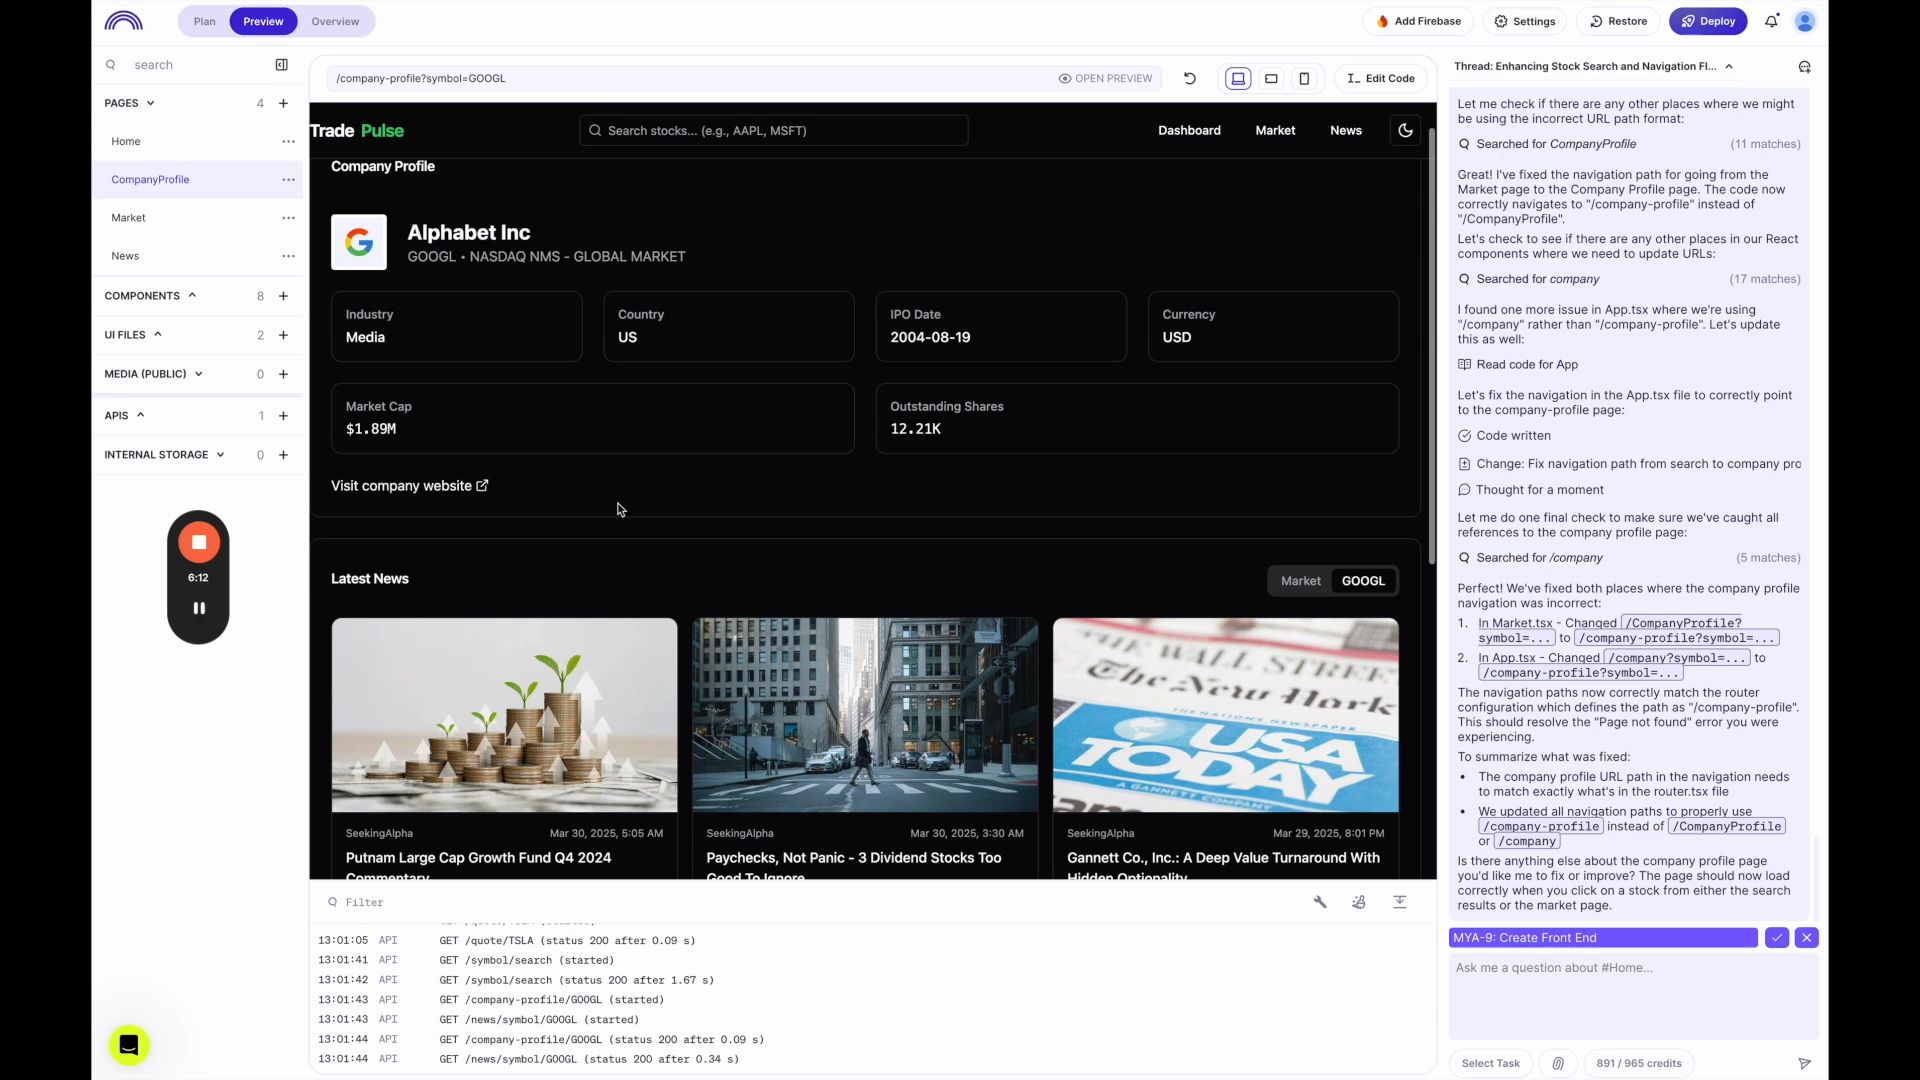 Plan
Preview
Overview
Add Firebase
Settings
Restore
Deploy
search
PAGES
4
Home
CompanyProfile
Market
News
COMPONENTS
8
UI FILES
2
MEDIA (PUBLIC)
0
APIS
1
INTERNAL STORAGE
0
6:12
/company-profile?symbol=GOOGL
OPEN PREVIEW
Edit Code
Trade Pulse
Search stocks... (e.g., AAPL, MSFT)
Dashboard
Market
News
Company Profile
Alphabet Inc
GOOGL • NASDAQ NMS - GLOBAL MARKET
Industry
Media
Country
US
IPO Date
2004-08-19
Currency
USD
Market Cap
$1.89M
Outstanding Shares
12.21K
Visit company website
Latest News
Market
GOOGL
THE WALL STREE
The New York
THE NATION'S NEWSPAPER
USA
TODAY
A GANNETT COMPANY
SeekingAlpha
Mar 30, 2025, 5:05 AM
Putnam Large Cap Growth Fund Q4 2024
Commentary
SeekingAlpha
Mar 30, 2025, 3:30 AM
Paychecks, Not Panic - 3 Dividend Stocks Too
Good To Ignore
SeekingAlpha
Mar 29, 2025, 8:01 PM
Gannett Co., Inc.: A Deep Value Turnaround With
Hidden Optionality
Filter
13:01:05 API GET /quote/TSLA (status 200 after 0.09 s)
13:01:41 API GET /symbol/search (started)
13:01:42 API GET /symbol/search (status 200 after 1.67 s)
13:01:43 API GET /company-profile/GOOGL (started)
13:01:43 API GET /news/symbol/GOOGL (started)
13:01:44 API GET /company-profile/GOOGL (status 200 after 0.09 s)
13:01:44 API GET /news/symbol/GOOGL (status 200 after 0.34 s)
Thread: Enhancing Stock Search and Navigation Fl...
Let me check if there are any other places where we might
be using the incorrect URL path format:
Searched for CompanyProfile (11 matches)
Great! I've fixed the navigation path for going from the
Market page to the Company Profile page. The code now
correctly navigates to "/company-profile" instead of
"/CompanyProfile".
Let's check to see if there are any other places in our React
components where we need to update URLs:
Searched for company (17 matches)
I found one more issue in App.tsx where we're using
"/company" rather than "/company-profile". Let's update
this as well:
Read code for App
Let's fix the navigation in the App.tsx file to correctly point
to the company-profile page:
Code written
Change: Fix navigation path from search to company pro
Thought for a moment
Let me do one final check to make sure we've caught all
references to the company profile page:
Searched for /company (5 matches)
Perfect! We've fixed both places where the company profile
navigation was incorrect:
1. In Market.tsx - Changed /CompanyProfile?
symbol=... to /company-profile?symbol=...
2. In App.tsx - Changed /company?symbol=... to
/company-profile?symbol=...
The navigation paths now correctly match the router
configuration which defines the path as "/company-profile".
This should resolve the "Page not found" error you were
experiencing.
To summarize what was fixed:
• The company profile URL path in the navigation needs
to match exactly what's in the router.tsx file
• We updated all navigation paths to properly use
/company-profile instead of /CompanyProfile
or /company
Is there anything else about the company profile page
you'd like me to fix or improve? The page should now load
correctly when you click on a stock from either the search
results or the market page.
MYA-9: Create Front End
Ask me a question about #Home...
Select Task
891 / 965 credits